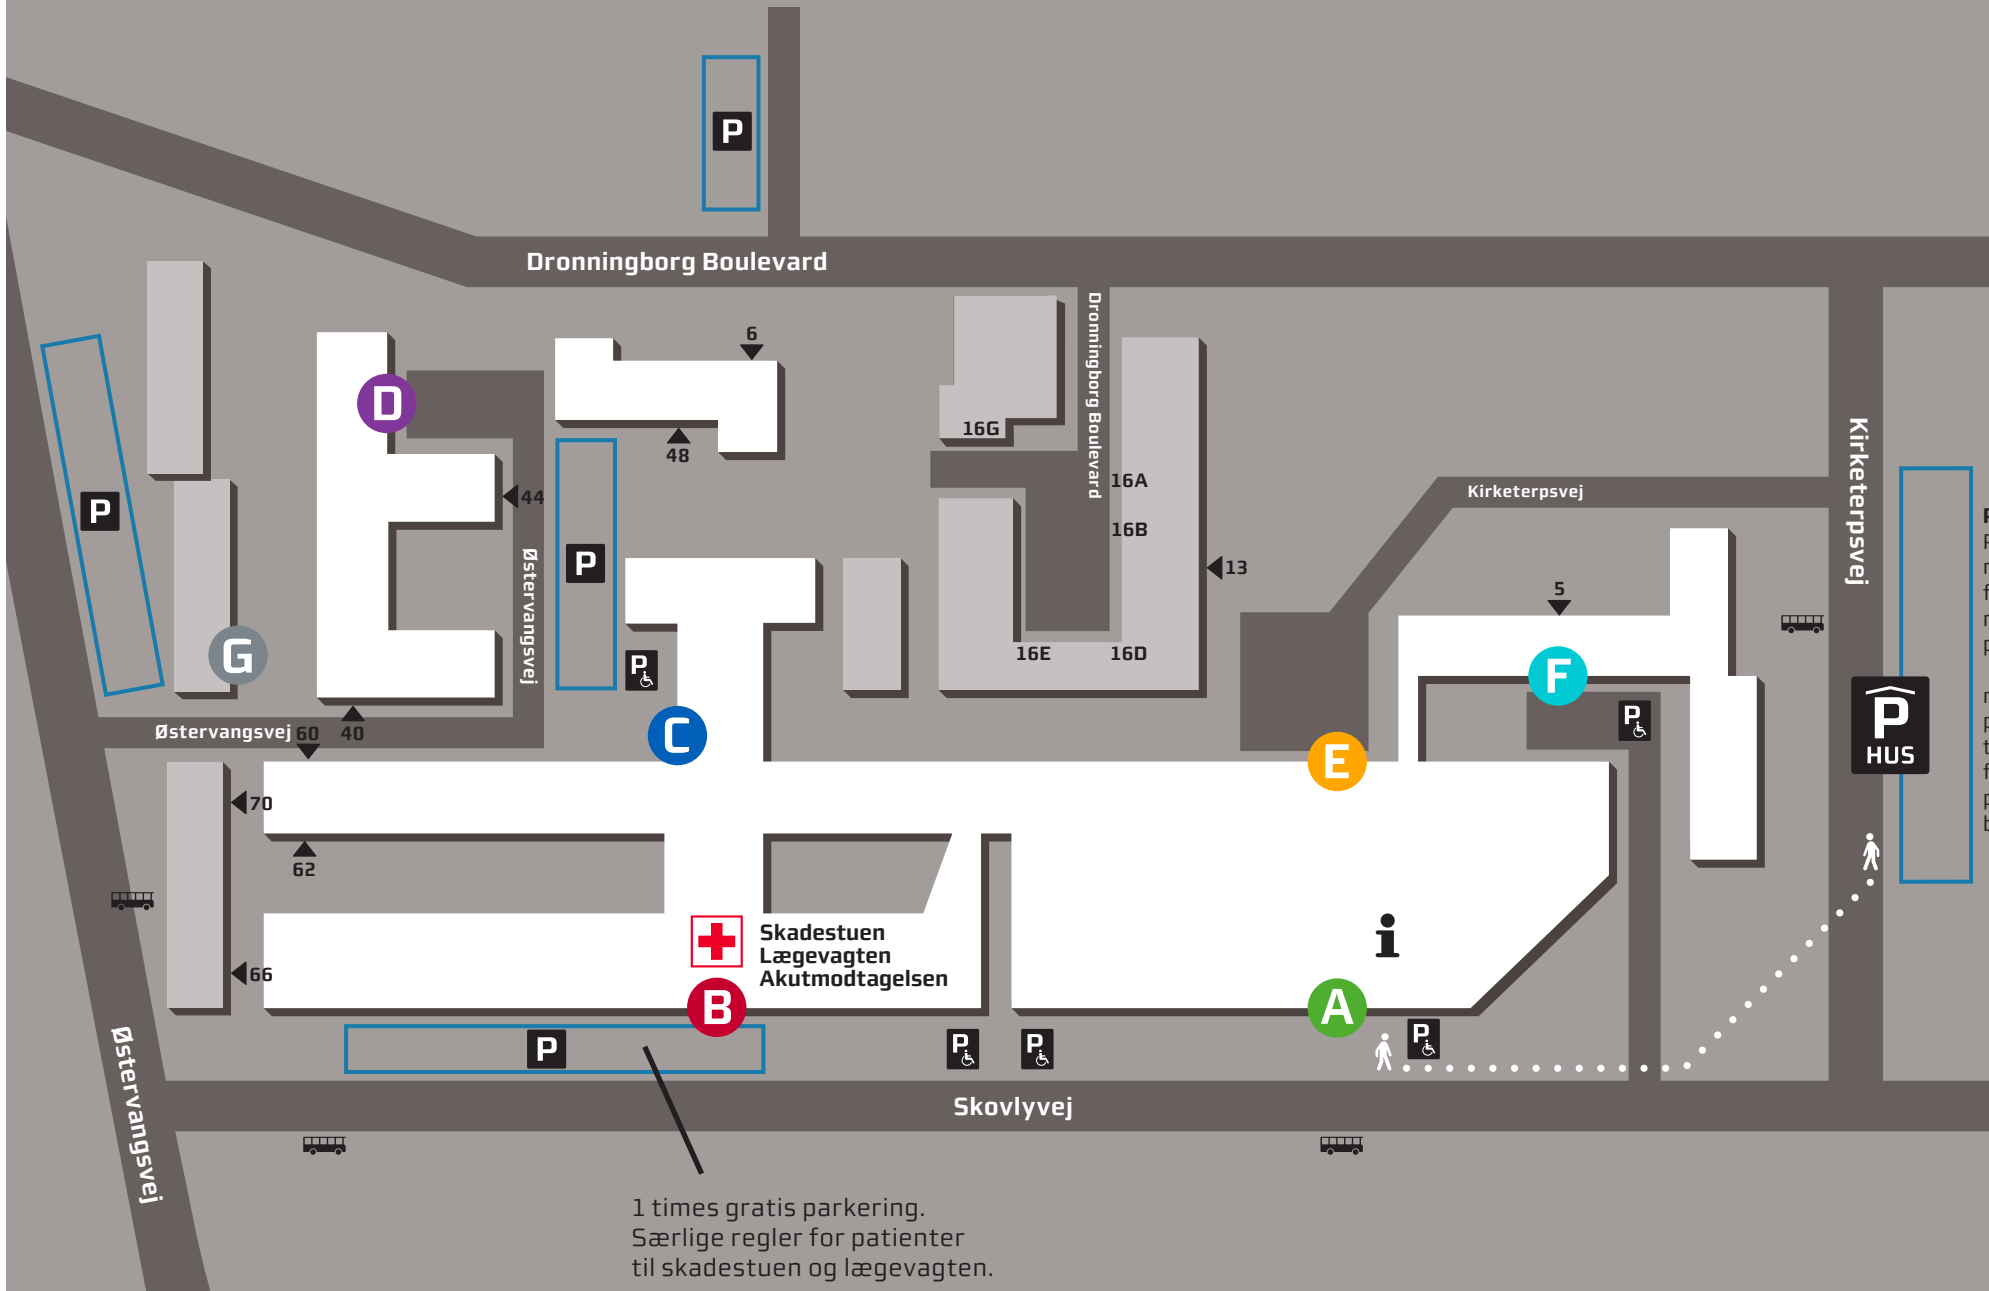 P
Dronningborg Boulevard
6
Dronningborg Boulevard
D
16G
48
Kirketerpsvej
16A
Kirketerpsvej
44
P
16B
P
Østervangsvej
13
5
G
P
16E
16D
F
P
C
P
HUS
Østervangsvej
60
40
E
70
62
Skadestuen
Lægevagten
Akutmodtagelsen
66
B
A
P
P
P
P
Østervangsvej
Skovlyvej
1 times gratis parkering.
Særlige regler for patienter
til skadestuen og lægevagten.